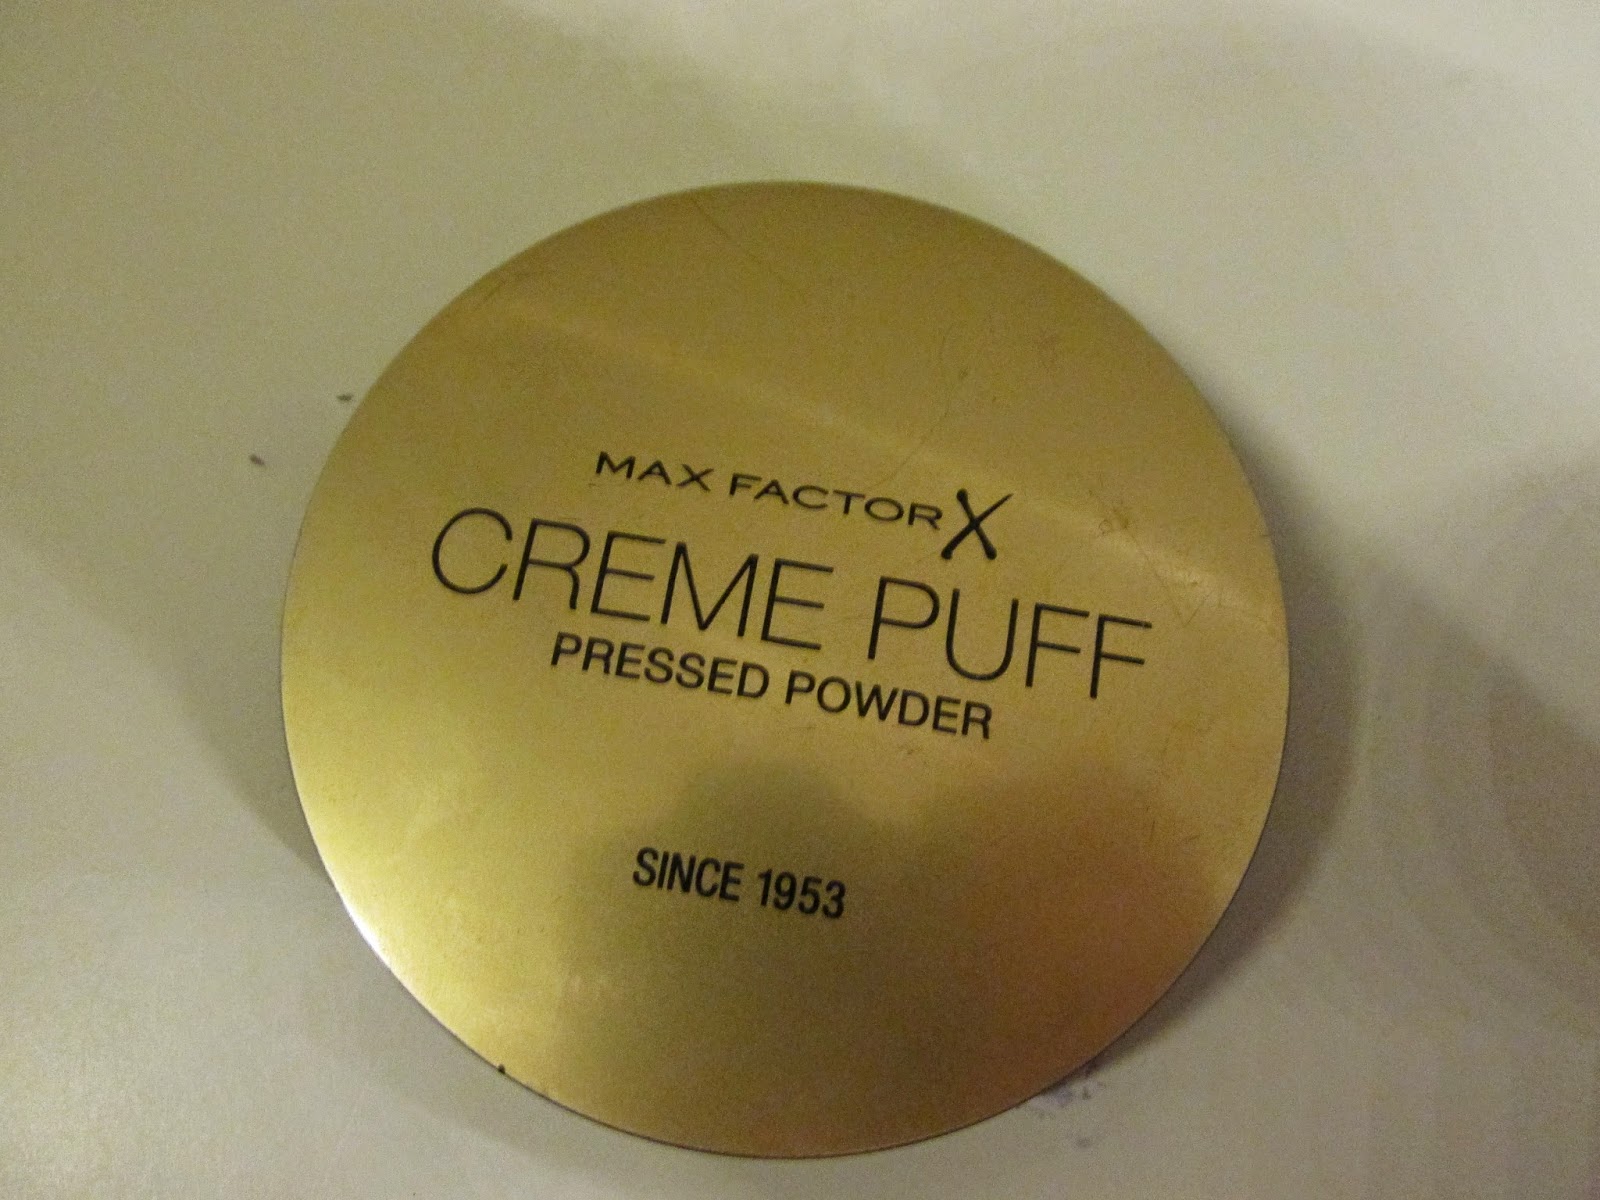 MAX FACTOR X
CREME PUFF
PRESSED POWDER
SINCE 1953